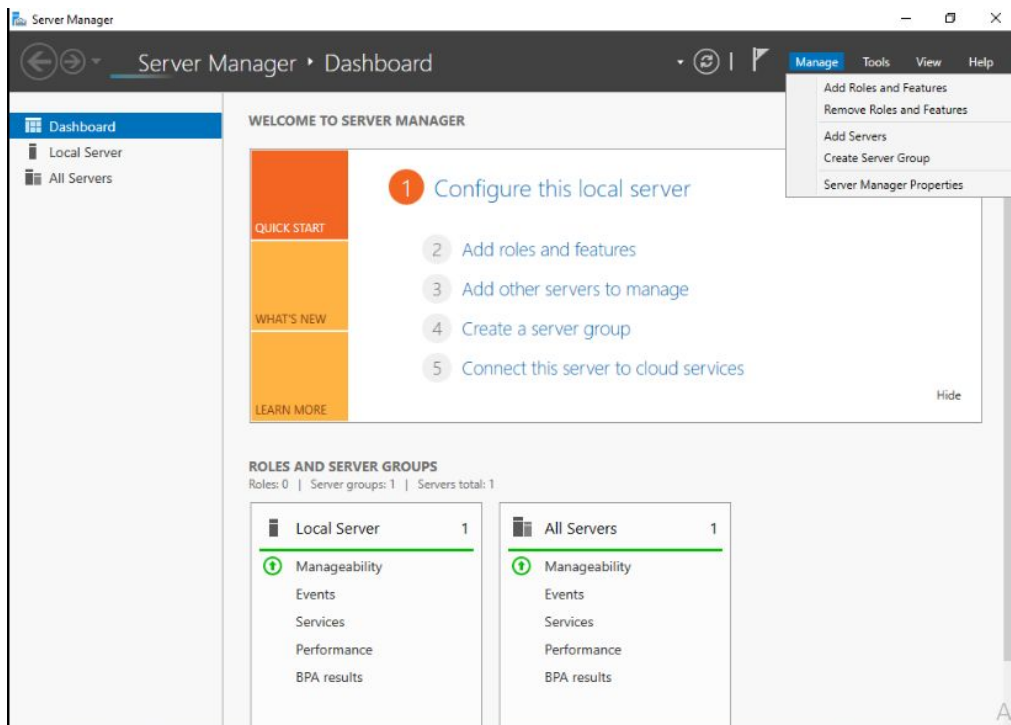 Server Manager
Server Manager • Dashboard
Manage Tools View Help
Add Roles and Features
Remove Roles and Features
Add Servers
Create Server Group
Server Manager Properties
Dashboard
Local Server
All Servers
WELCOME TO SERVER MANAGER
QUICK START
WHAT'S NEW
LEARN MORE
1 Configure this local server
2 Add roles and features
3 Add other servers to manage
4 Create a server group
5 Connect this server to cloud services
Hide
ROLES AND SERVER GROUPS
Roles: 0 | Server groups: 1 | Servers total: 1
Local Server 1
Manageability
Events
Services
Performance
BPA results
All Servers 1
Manageability
Events
Services
Performance
BPA results
A